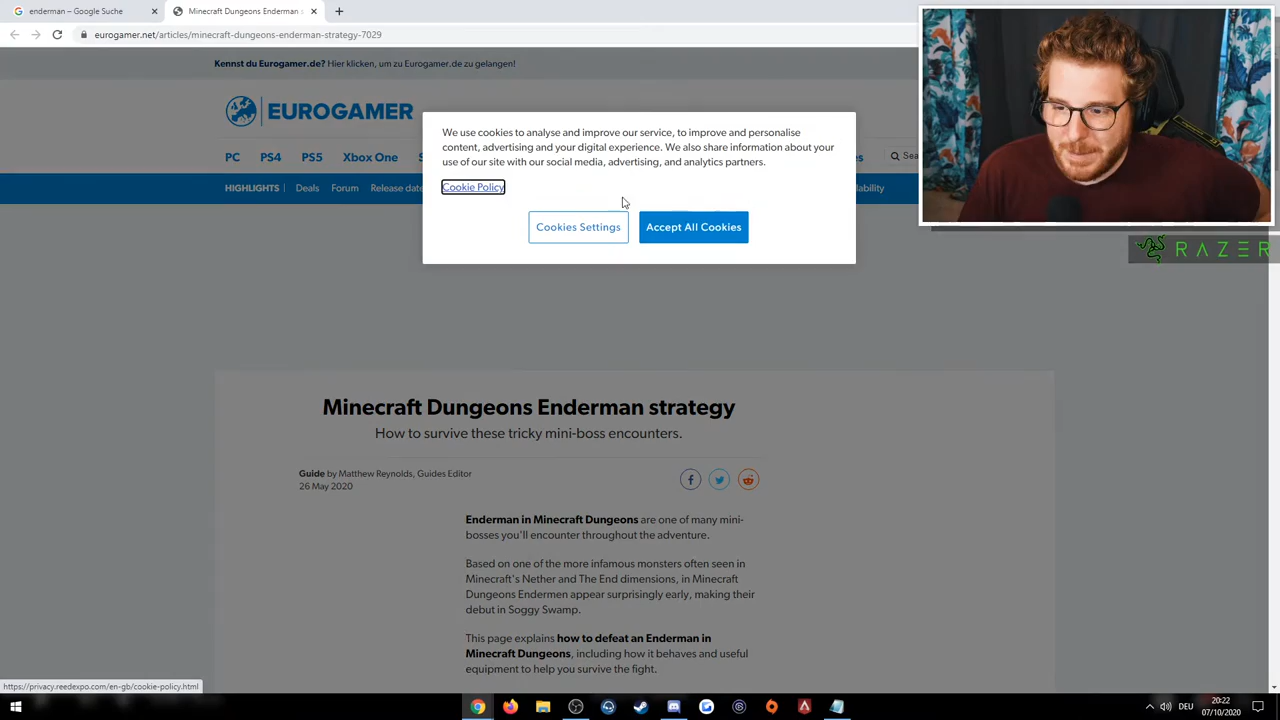 enderman – Google Suche
Minecraft Dungeons Enderman
eurogamer.net/articles/minecraft-dungeons-enderman-strategy-7029
Kennst du Eurogamer.de? Hier klicken, um zu Eurogamer.de zu gelangen!
EUROGAMER
We use cookies to analyse and improve our service, to improve and personalise
content, advertising and your digital experience. We also share information about your
use of our site with our social media, advertising, and analytics partners.
Cookie Policy
Cookies Settings
Accept All Cookies
PC
PS4
PS5
Xbox One
HIGHLIGHTS
Deals
Forum
Release date
RAZER
Minecraft Dungeons Enderman strategy
How to survive these tricky mini-boss encounters.
Guide by Matthew Reynolds, Guides Editor
26 May 2020
Enderman in Minecraft Dungeons are one of many mini-
bosses you'll encounter throughout the adventure.
Based on one of the more infamous monsters often seen in
Minecraft's Nether and The End dimensions, in Minecraft
Dungeons Endermen appear surprisingly early, making their
debut in Soggy Swamp.
This page explains how to defeat an Enderman in
Minecraft Dungeons, including how it behaves and useful
equipment to help you survive the fight.
https://privacy.reedexpo.com/en-gb/cookie-policy.html
DEU
20:22
07/10/2020